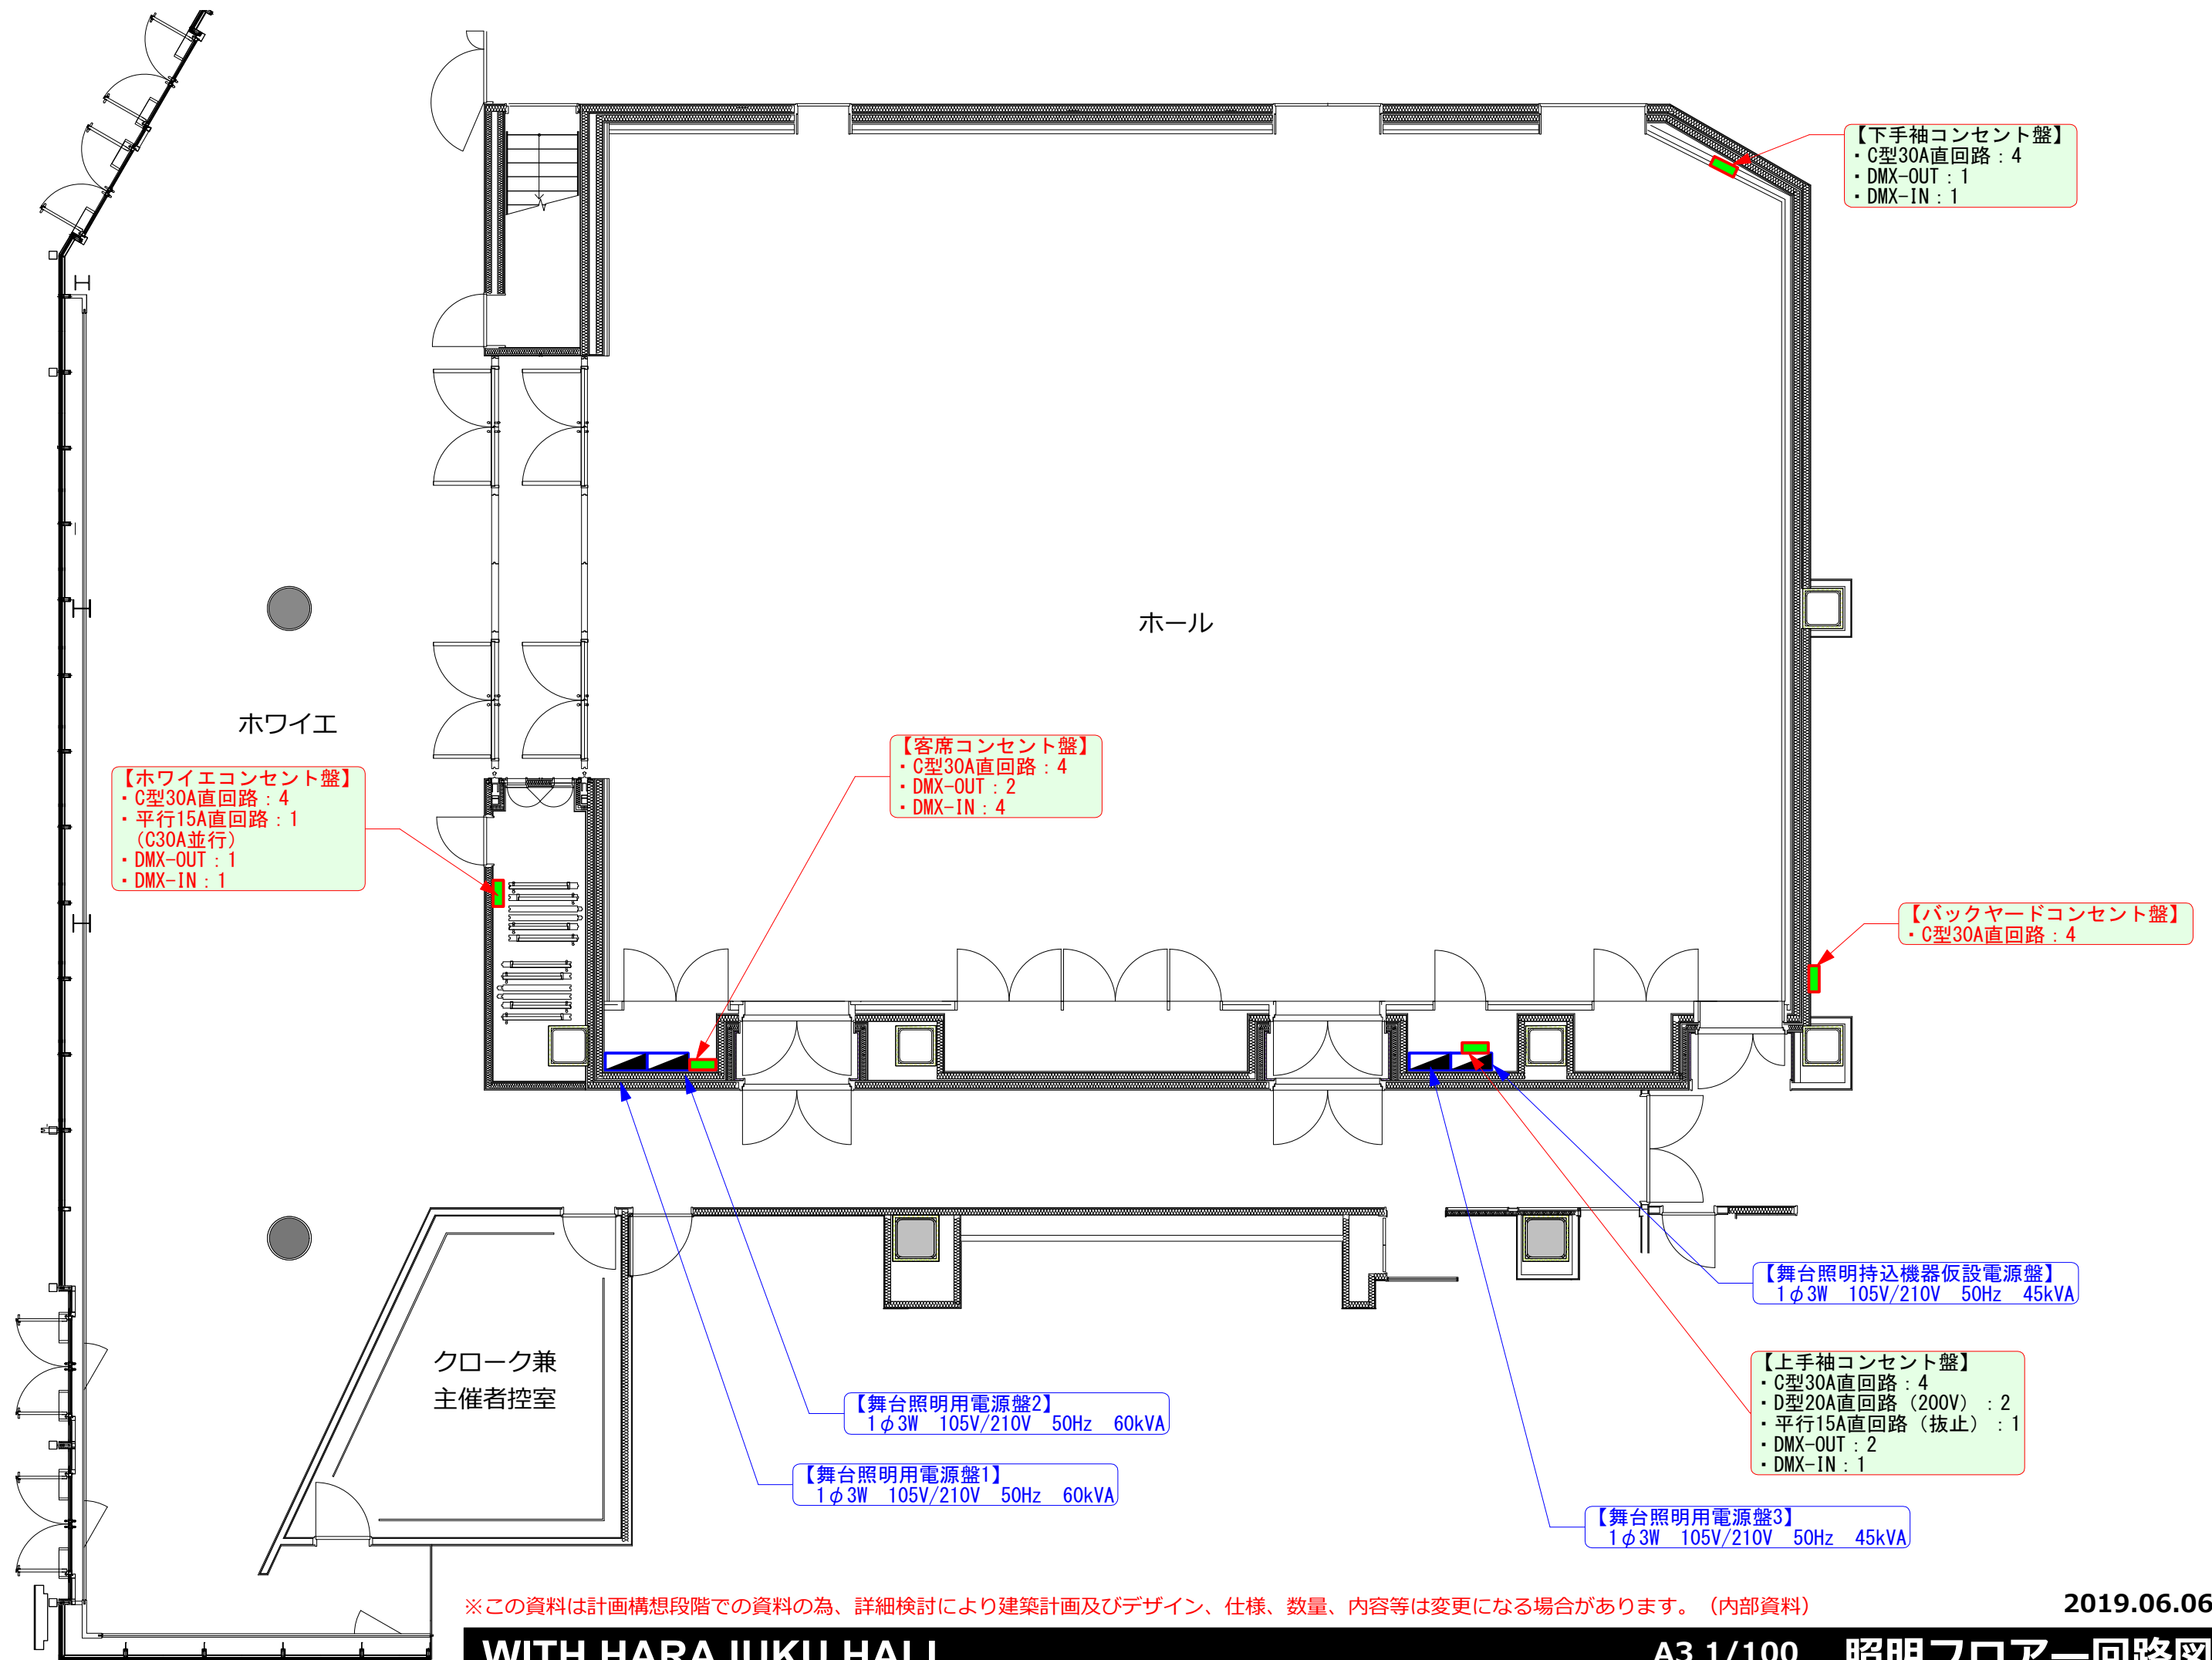 【下手袖コンセント盤】
・C型30A直回路：4
・DMX-OUT：1
・DMX-IN：1
ホール
ホワイエ
【客席コンセント盤】
・C型30A直回路：4
・DMX-OUT：2
・DMX-IN：4
【ホワイエコンセント盤】
・C型30A直回路：4
・平行15A直回路：1
（C30A並行）
・DMX-OUT：1
・DMX-IN：1
【バックヤードコンセント盤】
・C型30A直回路：4
【舞台照明持込機器仮設電源盤】
1φ3W 105V/210V 50Hz 45kVA
クローク兼
主催者控室
【上手袖コンセント盤】
・C型30A直回路：4
・D型20A直回路（200V）：2
・平行15A直回路（抜止）：1
・DMX-OUT：2
・DMX-IN：1
【舞台照明用電源盤2】
1φ3W 105V/210V 50Hz 60kVA
【舞台照明用電源盤1】
1φ3W 105V/210V 50Hz 60kVA
【舞台照明用電源盤3】
1φ3W 105V/210V 50Hz 45kVA
※この資料は計画構想段階での資料の為、詳細検討により建築計画及びデザイン、仕様、数量、内容等は変更になる場合があります。（内部資料）
2019.06.06
WITH HARAJUKU HALL
A3 1/100 照明フロアー回路図